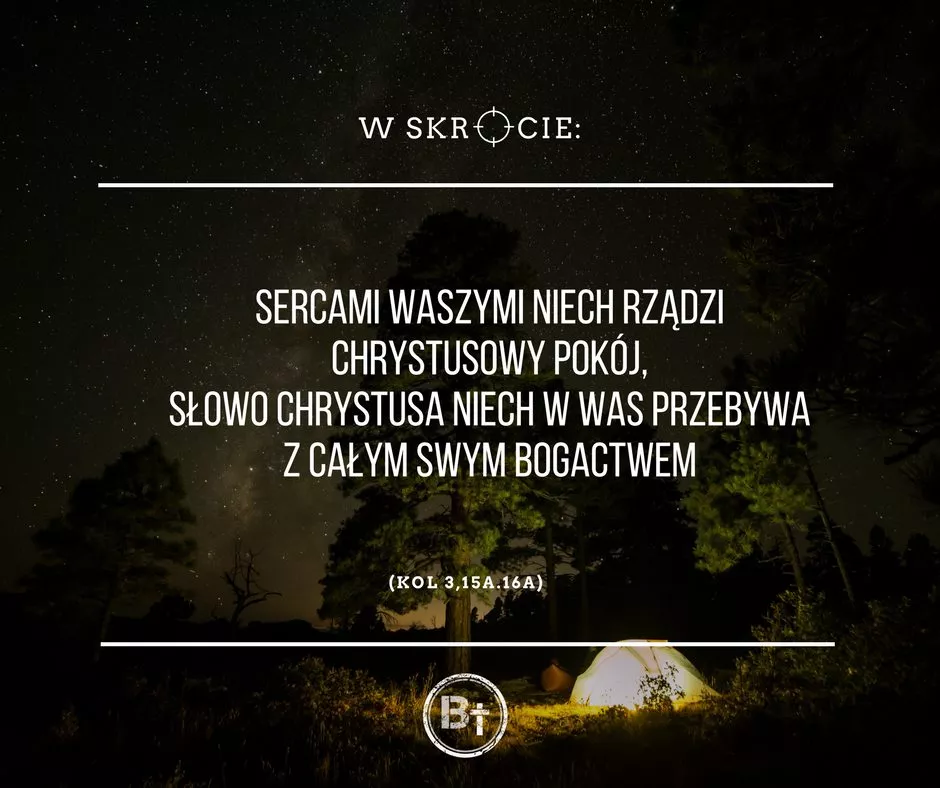 W SKRÓCIE:
SERCAMI WASZYMI NIECH RZĄDZI
CHRYSTUSOWY POKÓJ,
SŁOWO CHRYSTUSA NIECH W WAS PRZEBYWA
Z CAŁYM SWYM BOGACTWEM
(KOL 3,15A.16A)
Bt